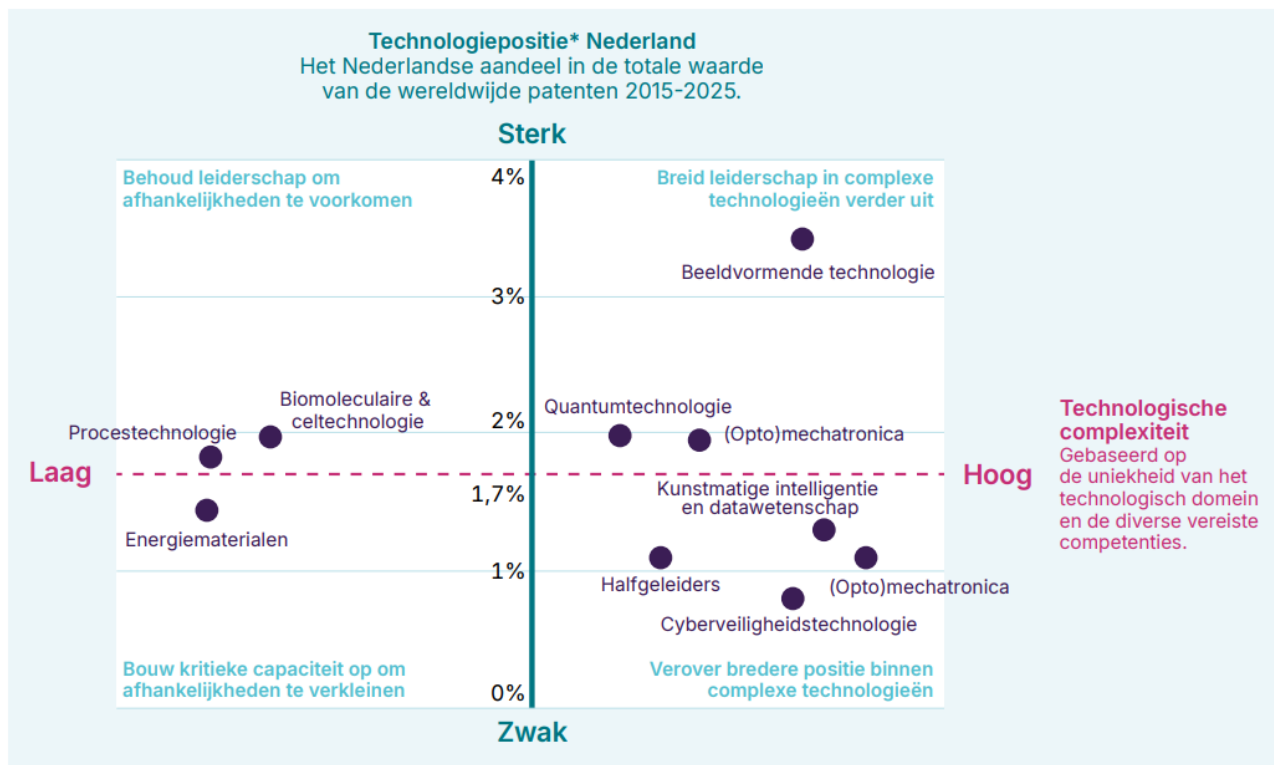 Technologiepositie* Nederland
Het Nederlandse aandeel in de totale waarde
van de wereldwijde patenten 2015-2025.
Sterk
Behoud leiderschap om
afhankelijkheden te voorkomen
4%
Breid leiderschap in complexe
technologieën verder uit
Beeldvormende technologie
3%
Biomoleculaire &
celtechnologie
Procestechnologie
2%
Quantumtechnologie
(Opto)mechatronica
Technologische
complexiteit
Gebaseerd op
de uniekheid van het
technologisch domein
en de diverse vereiste
competenties.
Laag
Hoog
1,7%
Kunstmatige intelligentie
en datawetenschap
Energiematerialen
1%
Halfgeleiders
(Opto)mechatronica
Cyberveiligheidstechnologie
Bouw kritieke capaciteit op om
afhankelijkheden te verkleinen
0%
Verover bredere positie binnen
complexe technologieën
Zwak